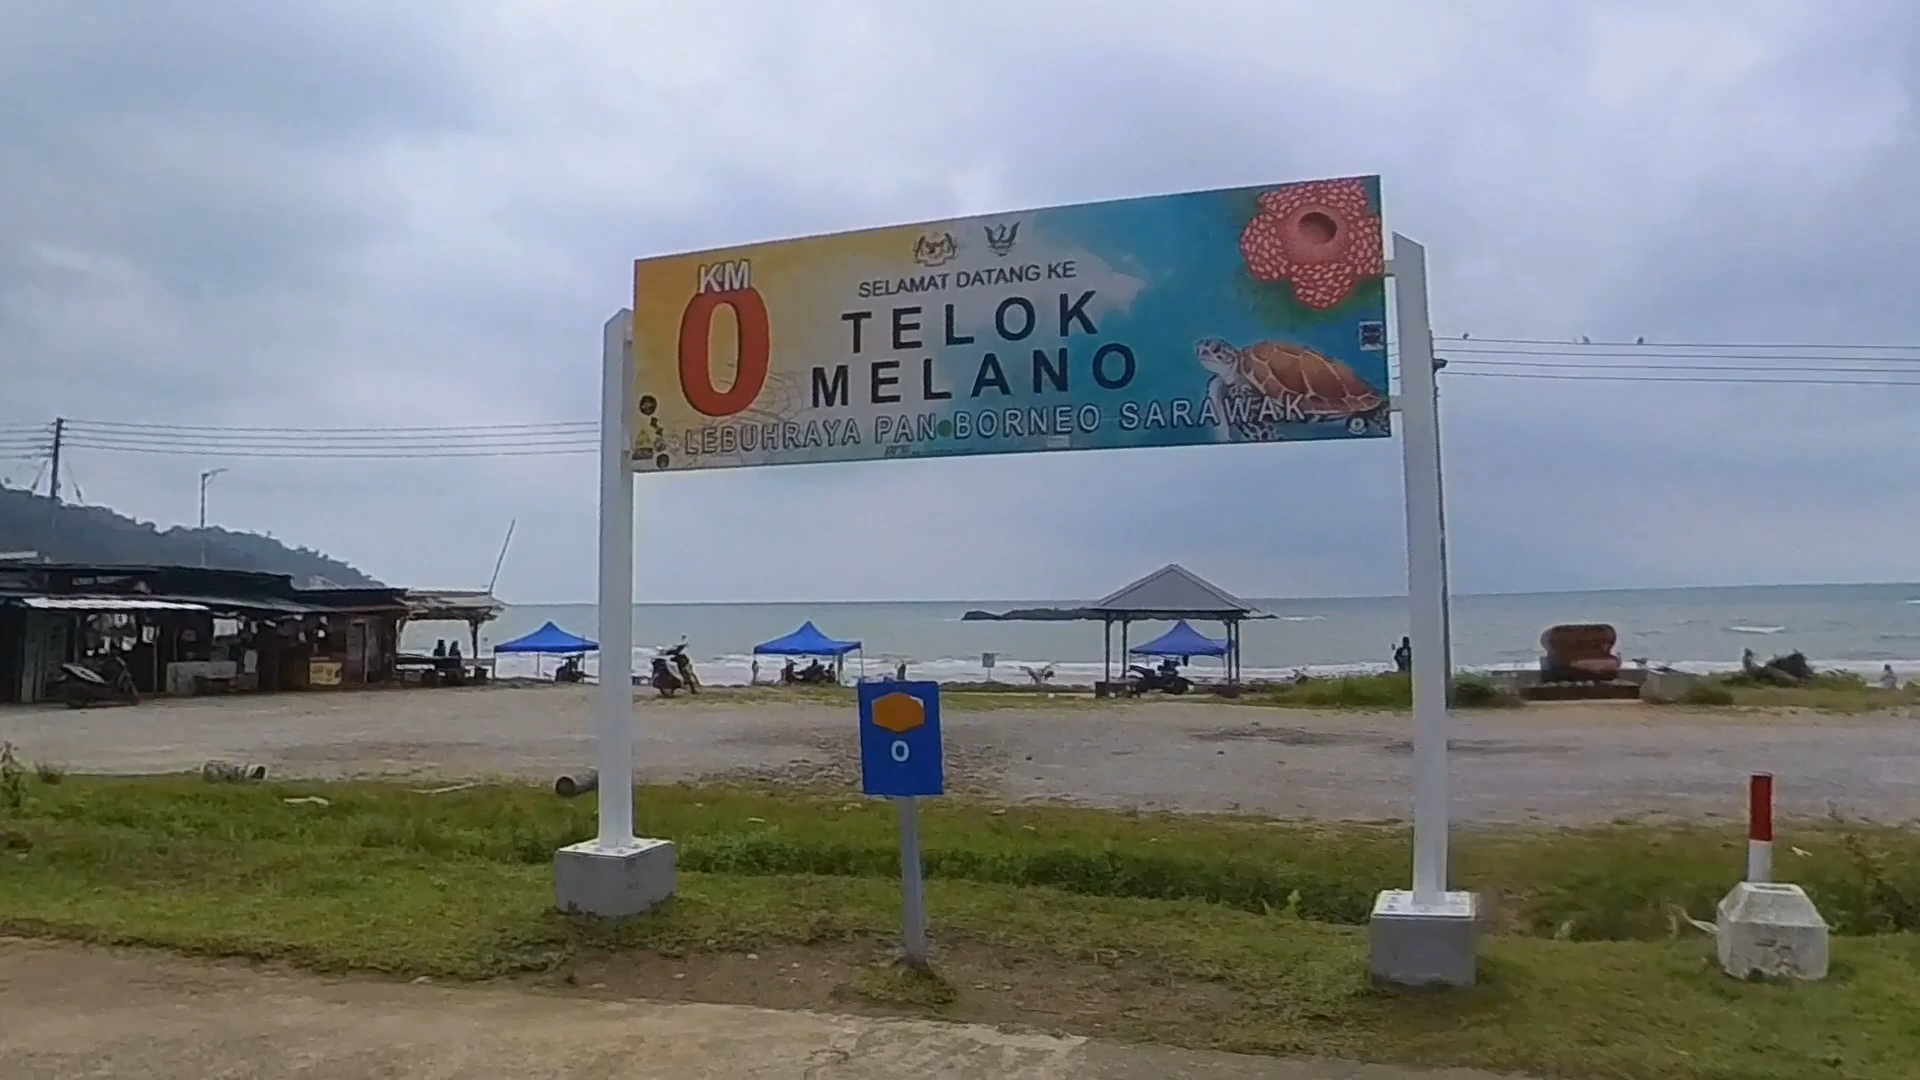 KM
0
SELAMAT DATANG KE
TELOK
MELANO
LEBUHRAYA PAN BORNEO SARAWAK
0